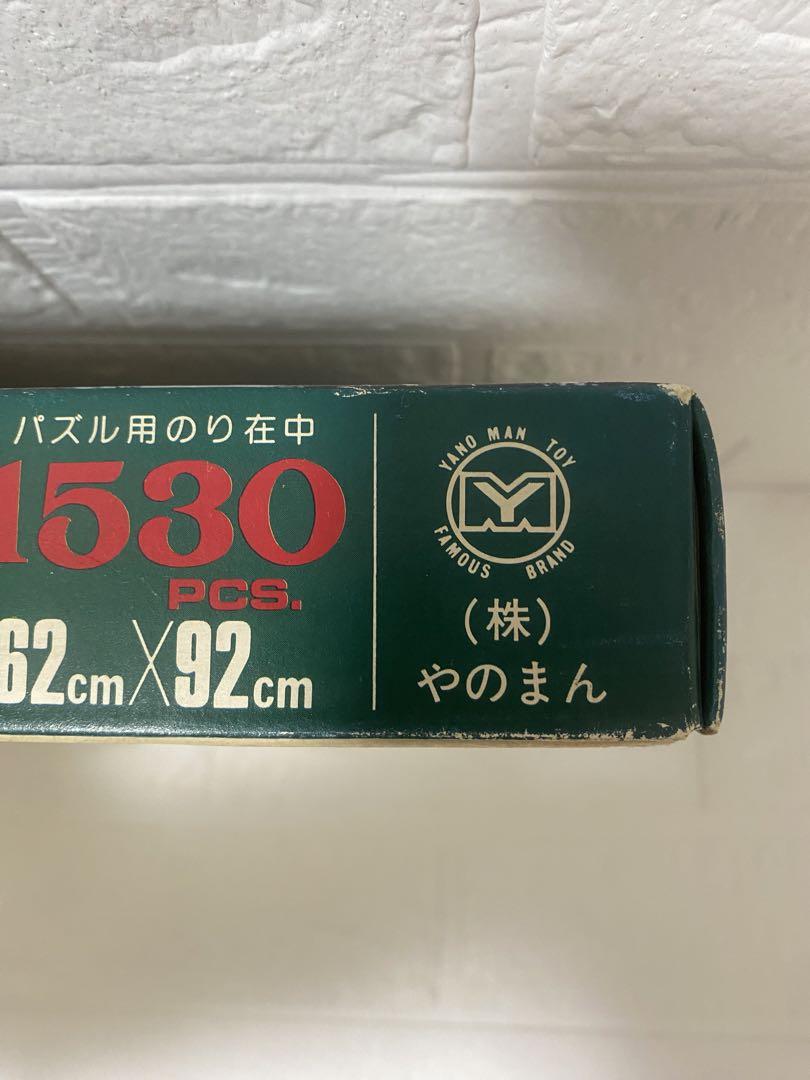 パズル用のり在中
1530
PCS.
62cm×92cm
YANO MAN TOY
YM
FAMOUS BRAND
(株)
やのまん